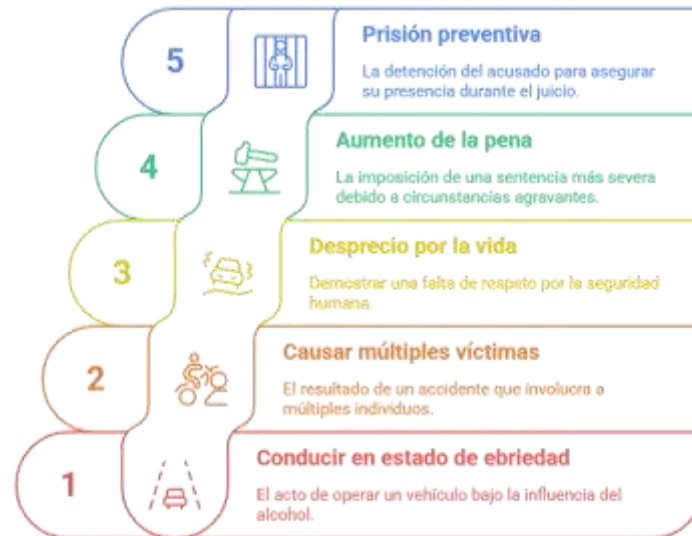 5
Prisión preventiva
La detención del acusado para asegurar
su presencia durante el juicio.
4
Aumento de la pena
La imposición de una sentencia más severa
debido a circunstancias agravantes.
3
Desprecio por la vida
Demostrar una falta de respeto por la seguridad
humana.
2
Causar múltiples víctimas
El resultado de un accidente que involucra a
múltiples individuos.
1
Conducir en estado de ebriedad
El acto de operar un vehículo bajo la influencia del
alcohol.